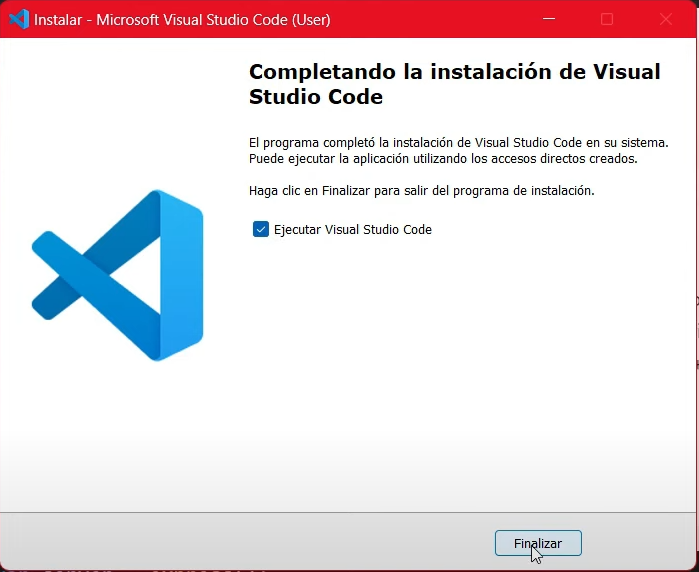 Instalar - Microsoft Visual Studio Code (User)
Completando la instalación de Visual
Studio Code
El programa completó la instalación de Visual Studio Code en su sistema.
Puede ejecutar la aplicación utilizando los accesos directos creados.
Haga clic en Finalizar para salir del programa de instalación.
Ejecutar Visual Studio Code
Finalizar